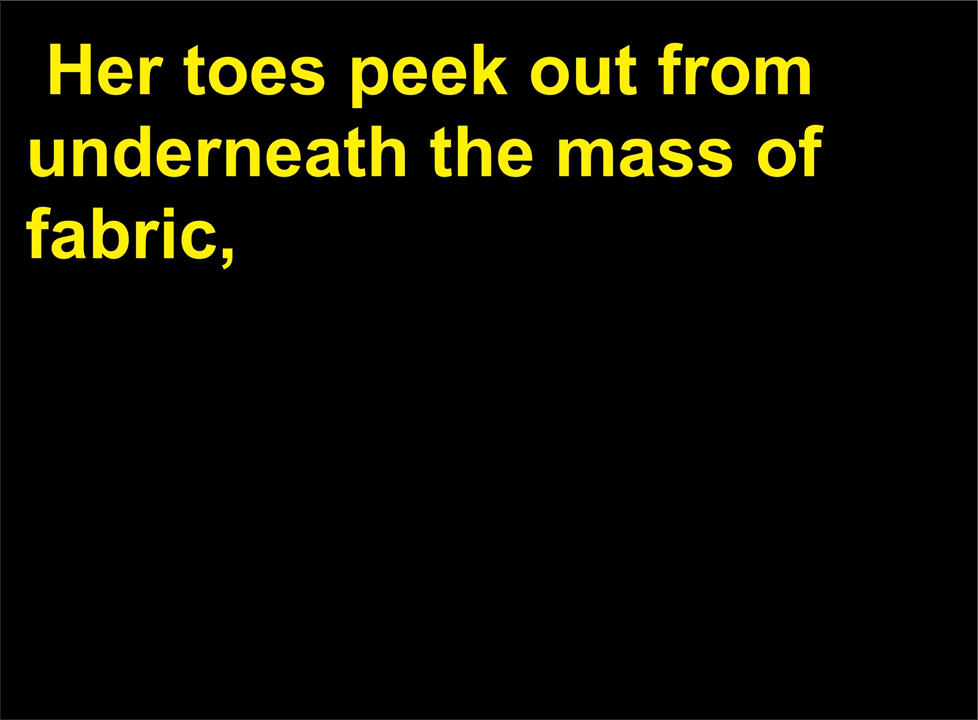 Her toes peek out from
underneath the mass of
fabric,